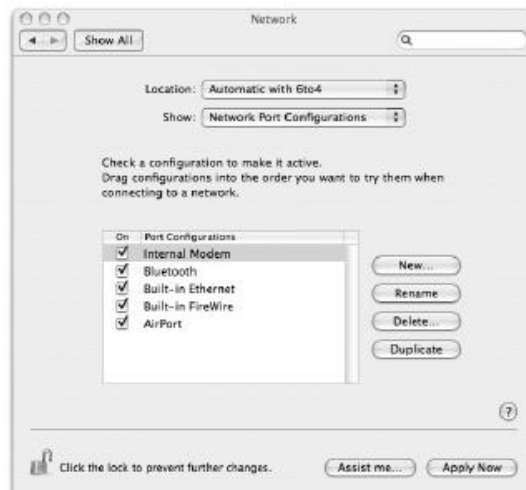 Network
Show All
Location: Automatic with 6to4
Show: Network Port Configurations
Check a configuration to make it active.
Drag configurations into the order you want to try them when
connecting to a network.
On Port Configurations
Internal Modem
Bluetooth
Built-in Ethernet
Built-in FireWire
AirPort
New...
Rename
Delete...
Duplicate
?
Click the lock to prevent further changes.
Assist me...
Apply Now